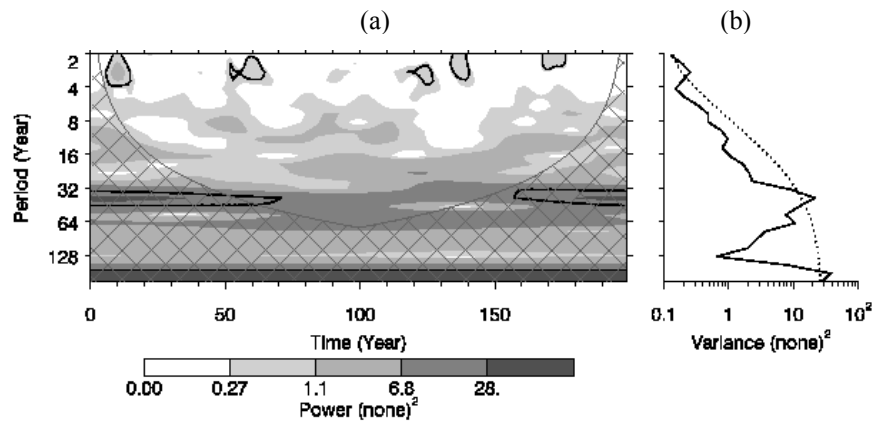 (a) (b)
2
4
8
16
32
64
128
Period (Year)
0 50 100 150
Time (Year)
0.1 1 10 10²
Variance (none)²
0.00 0.27 1.1 6.8 28.
Power (none)²